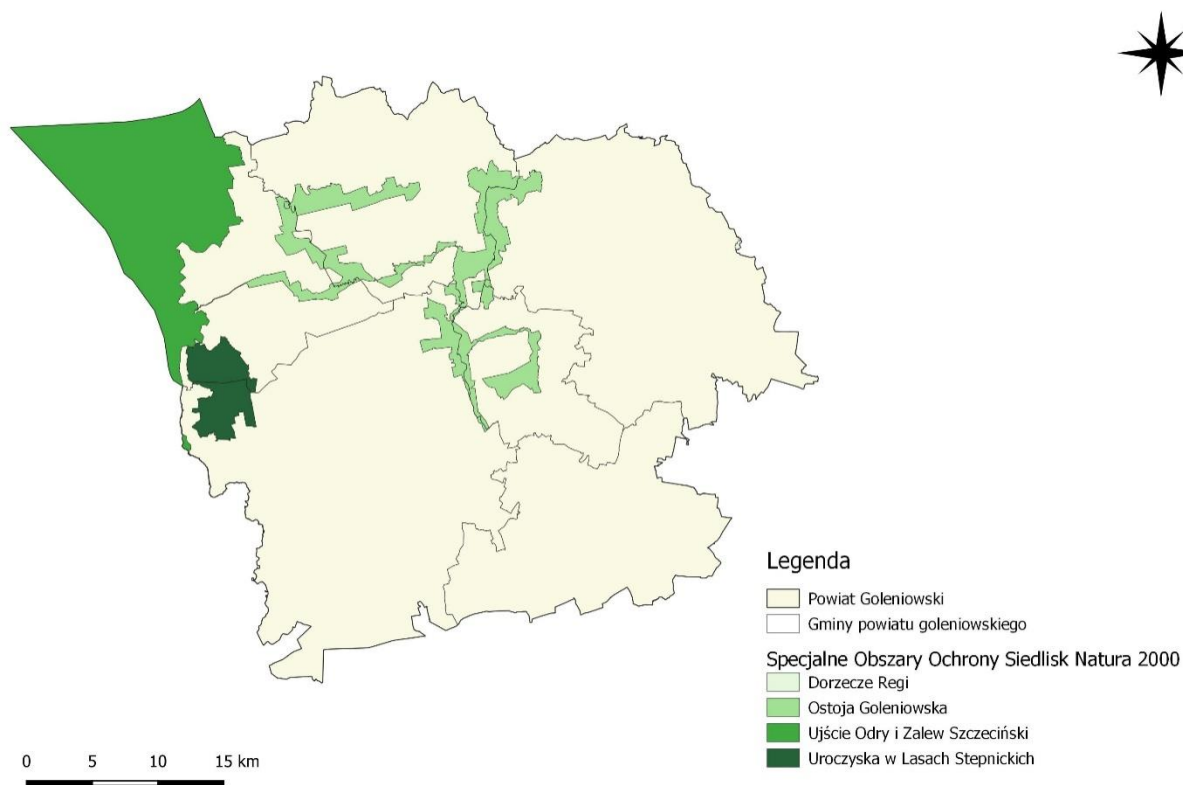 Legenda
Powiat Goleniowski
Gminy powiatu goleniowskiego
Specjalne Obszary Ochrony Siedlisk Natura 2000
Dorzecze Regi
Ostoja Goleniowska
Ujście Odry i Zalew Szczeciński
Uroczyska w Lasach Stepnickich
0 5 10 15 km